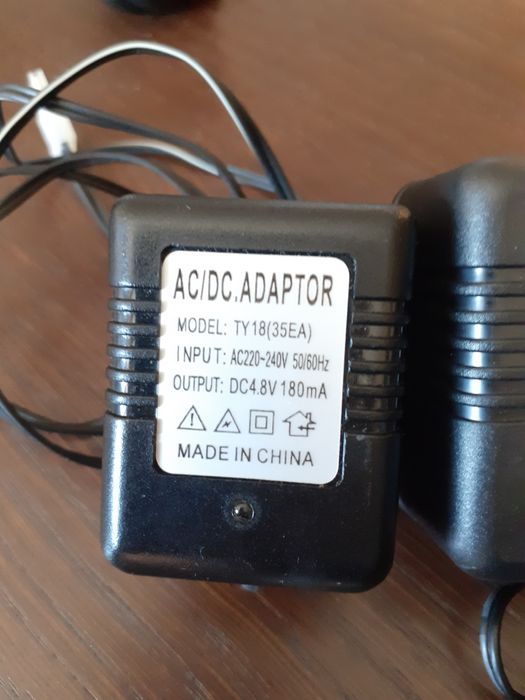 AC/DC.ADAPTOR
MODEL: TY18(35EA)
INPUT: AC220~240V 50/60Hz
OUTPUT: DC4.8V 180mA
MADE IN CHINA